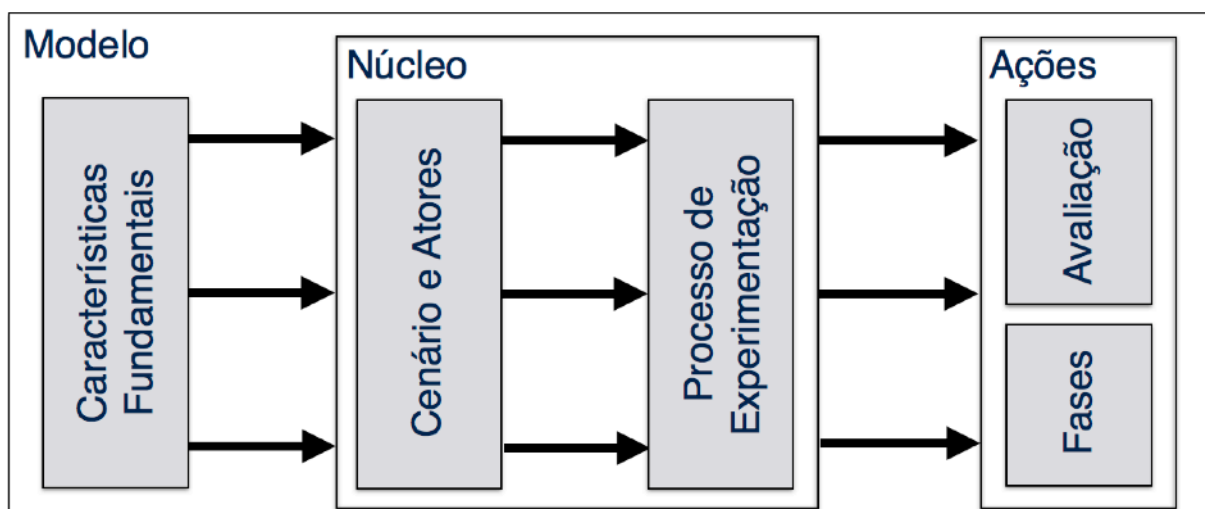 Modelo
Características
Fundamentais
Núcleo
Cenário e Atores
Processo de
Experimentação
Ações
Avaliação
Fases